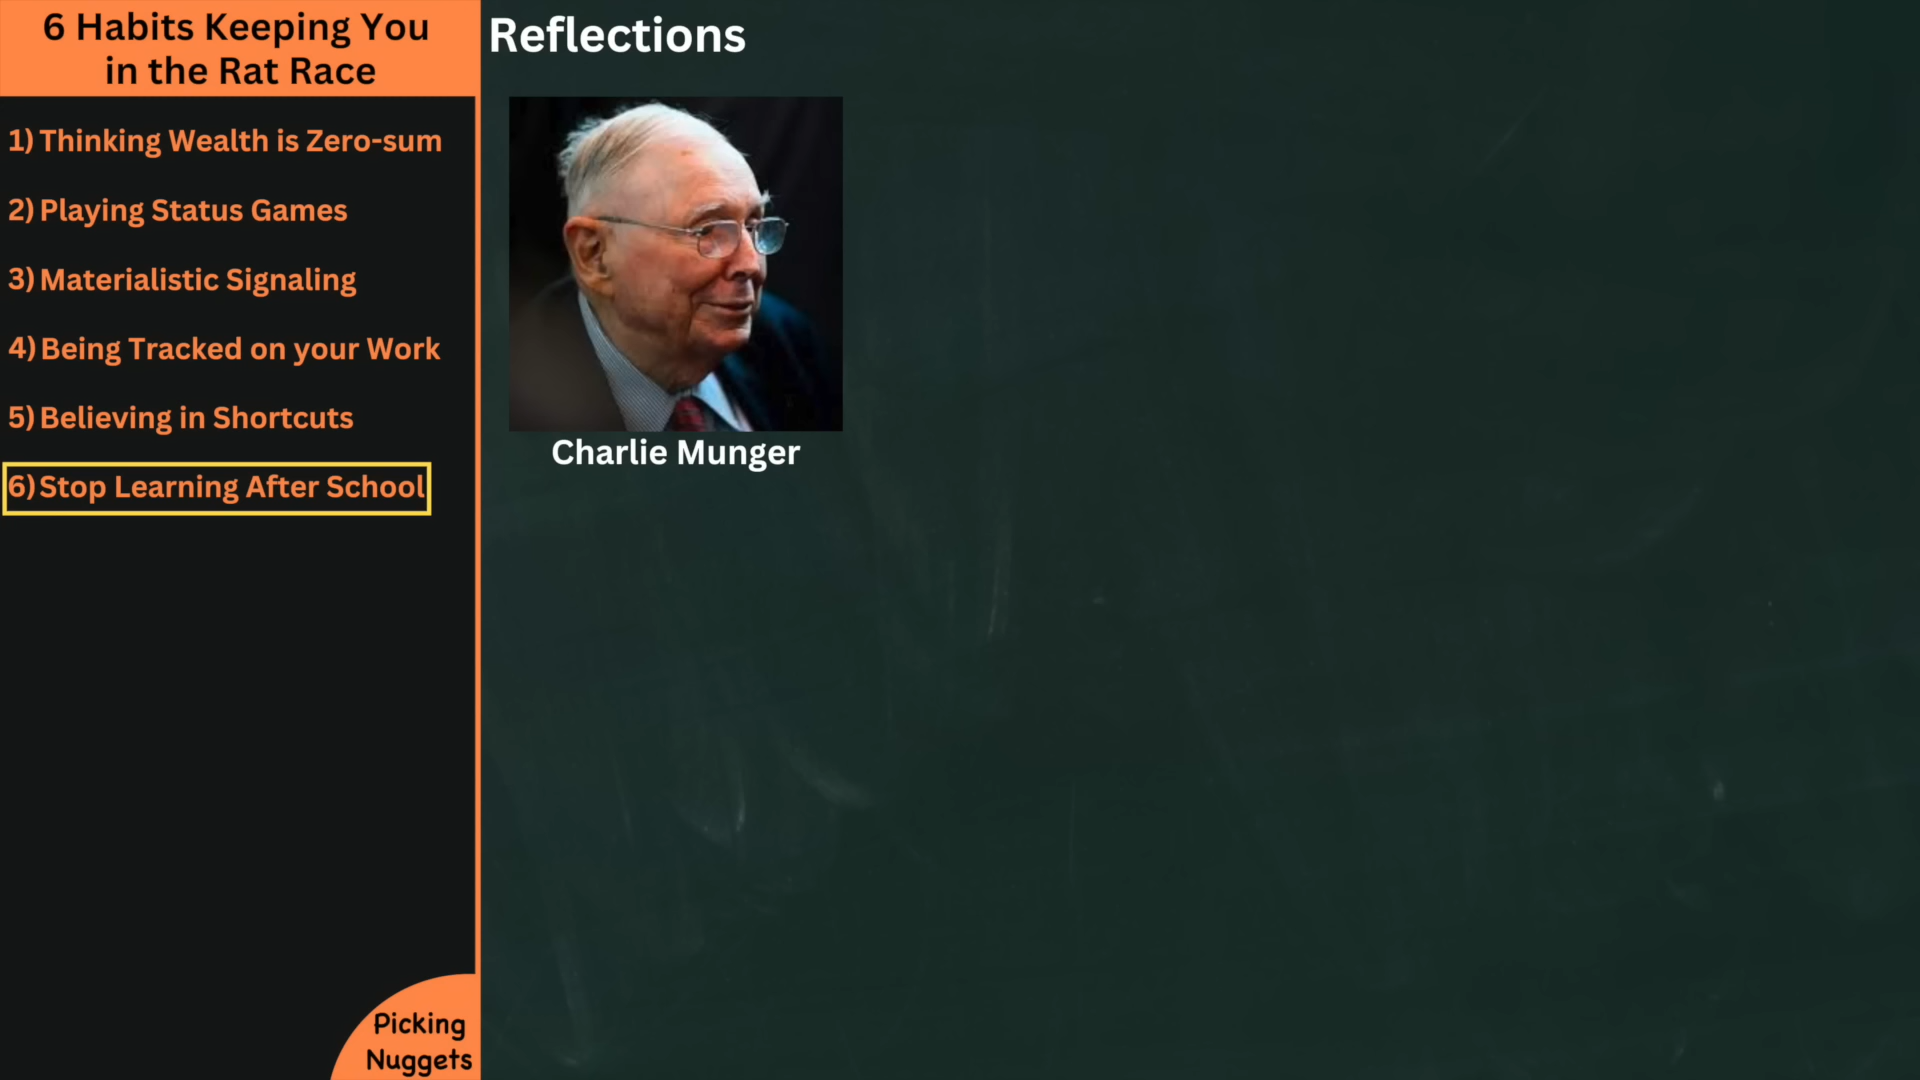 6 Habits Keeping You
in the Rat Race
1) Thinking Wealth is Zero-sum
2) Playing Status Games
3) Materialistic Signaling
4) Being Tracked on your Work
5) Believing in Shortcuts
6) Stop Learning After School
Picking
Nuggets
Reflections
Charlie Munger